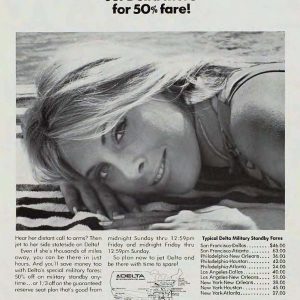 for 50% fare!
Hear her distant call to arms? Then
jet to her side stateside on Delta!
Even if she's thousands of miles
away, you can be there in just
hours. And you'll save money too
with Delta's special military fares:
50% off of military standby any-
time . . . or 1/3 off on the guaranteed
reserve seat plan that's good from
midnight Sunday thru 12:59pm
Friday and midnight Friday thru
12:59pm Sunday.
So plan now to jet Delta and
be there with time to spare!
DELTA
Typical Delta Military Standby Fares
San Francisco-Dallas
San Francisco-Atlanta
Philadelphia-New Orleans
Philadelphia-Houston
Philadelphia-Atlanta
Los Angeles-Dallas
Los Angeles-New Orleans
New York-New Orleans
New York-Houston
New York-Atlanta